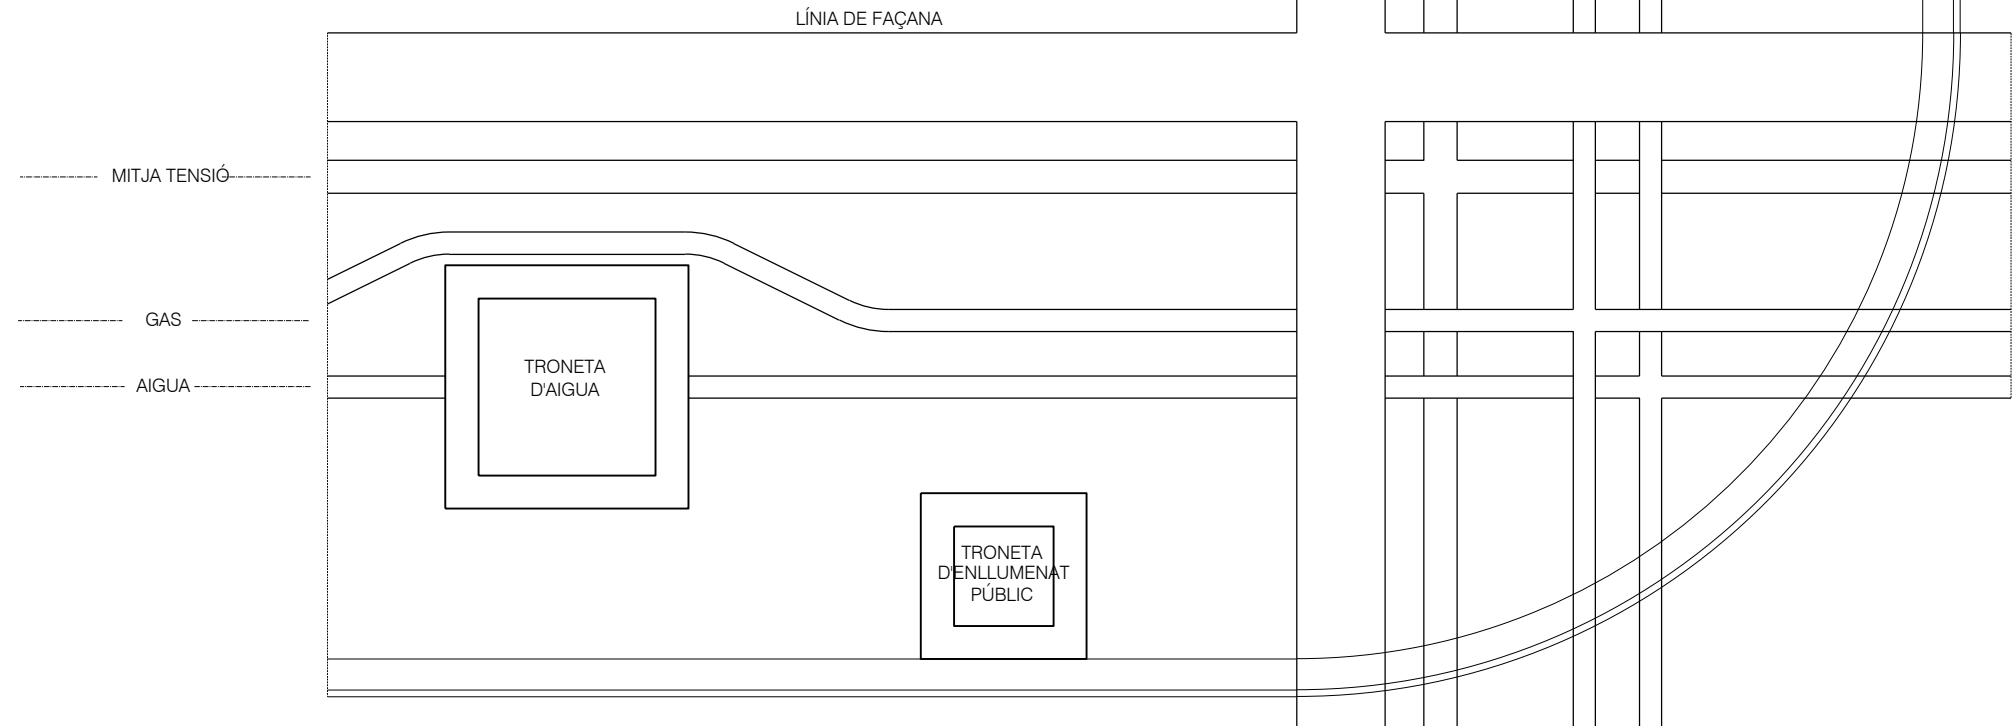 LÍNIA DE FAÇANA
MITJA TENSIÓ
GAS
TRONETA
D'AIGUA
AIGUA
TRONETA
D'ENLLUMENAT
PÚBLIC